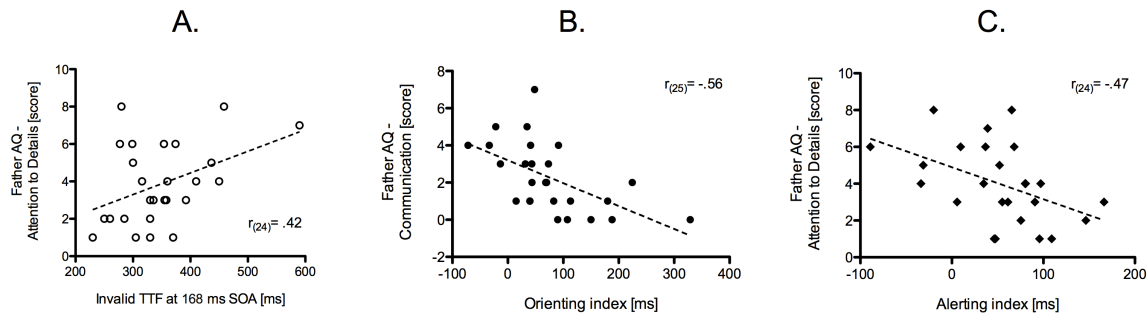 A.
Father AQ -
Attention to Details [score]
10
8
6
4
2
0
200
300
400
500
600
r(24)= .42
Invalid TTF at 168 ms SOA [ms]
B.
Father AQ -
Communication [score]
8
6
4
2
0
-2
-100
0
100
200
300
400
r(25)= -.56
Orienting index [ms]
C.
Father AQ -
Attention to Details [score]
10
8
6
4
2
0
-100
0
100
200
r(24)= -.47
Alerting index [ms]